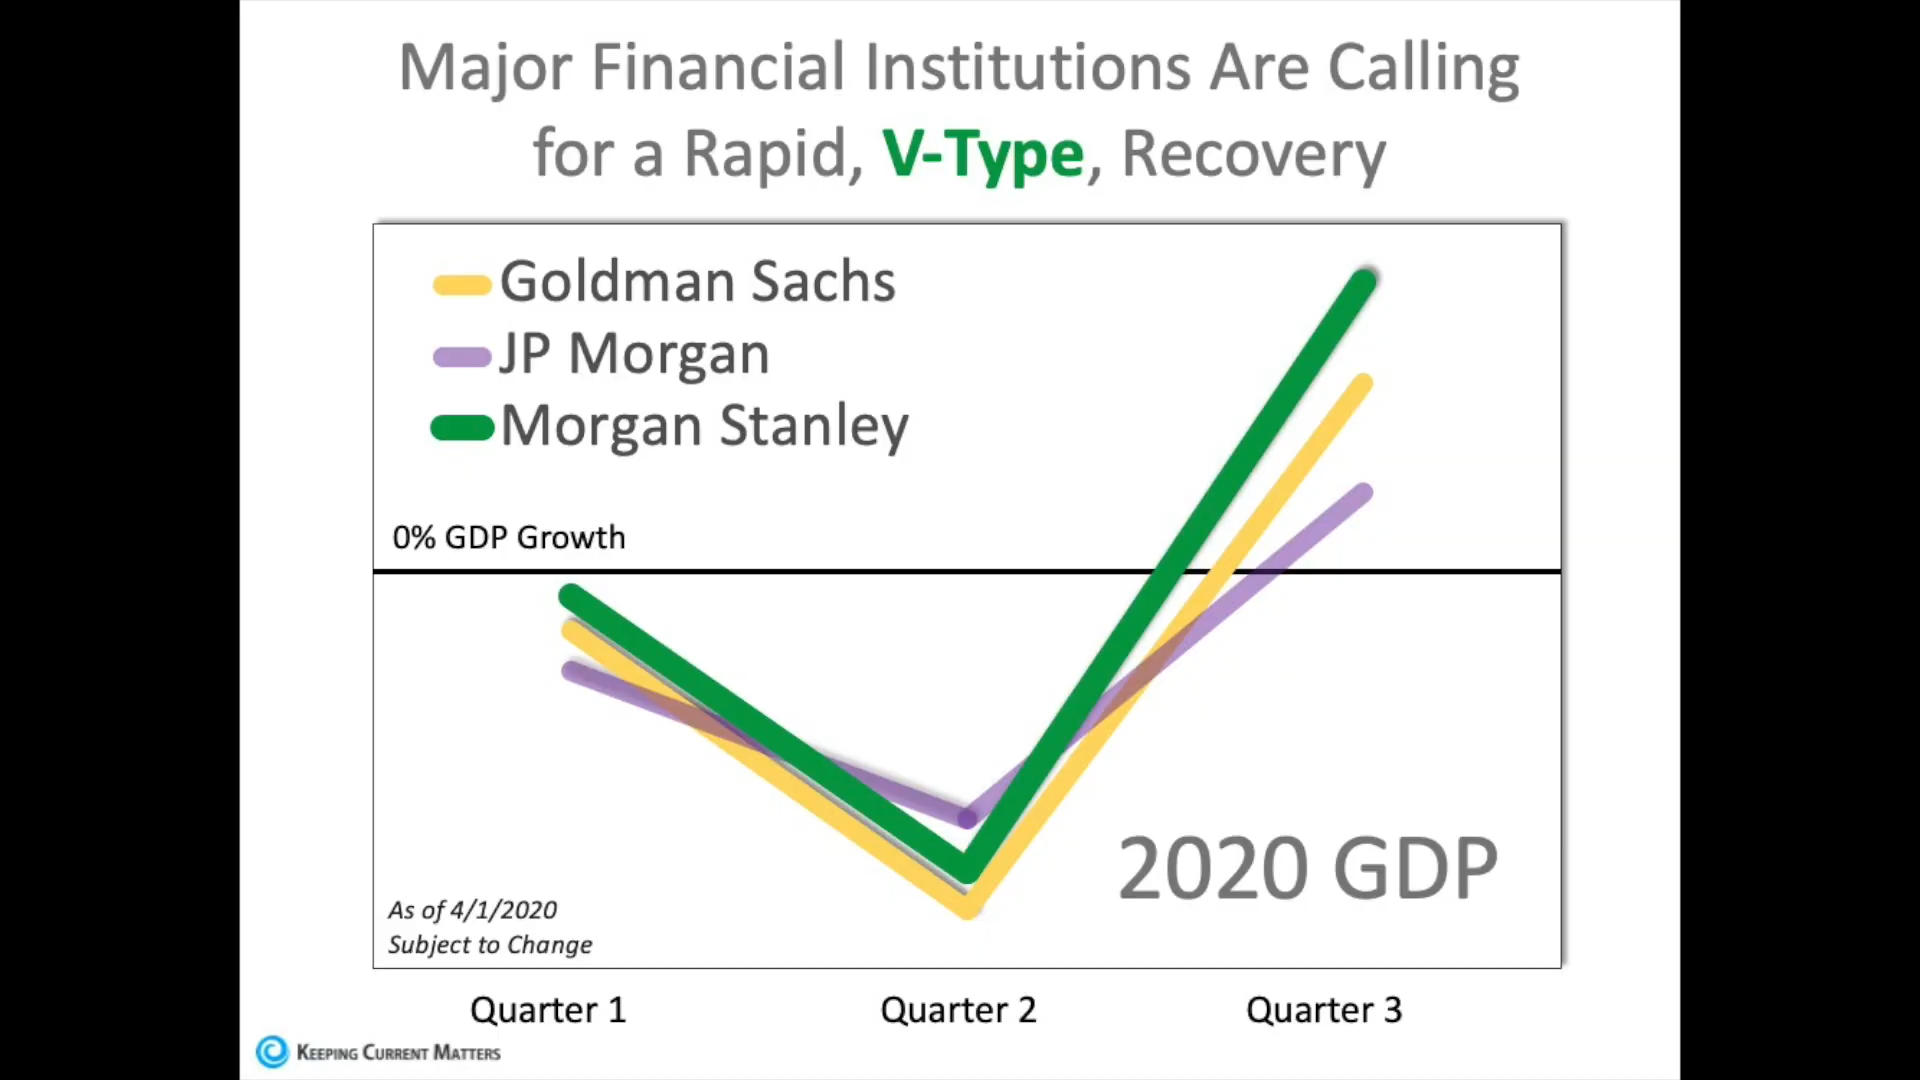 Major Financial Institutions Are Calling
for a Rapid, V-Type, Recovery
Goldman Sachs
JP Morgan
Morgan Stanley
0% GDP Growth
2020 GDP
As of 4/1/2020
Subject to Change
Quarter 1
Quarter 2
Quarter 3
KEEPING CURRENT MATTERS